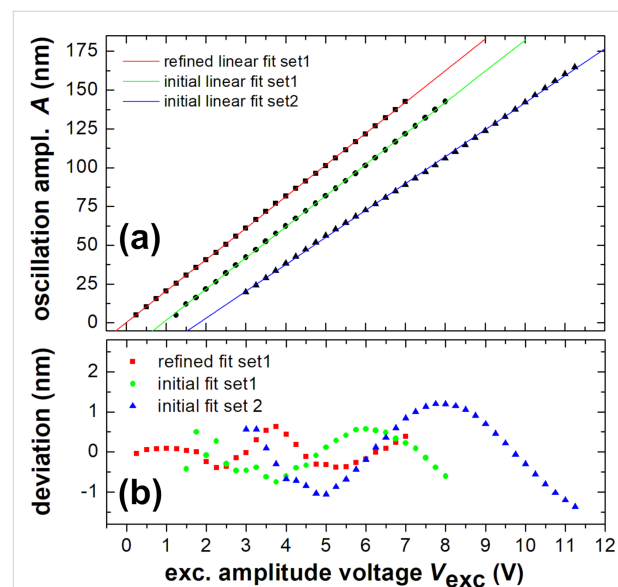 175
150
125
100
75
50
25
0
oscillation ampl. A (nm)
refined linear fit set1
initial linear fit set1
initial linear fit set2
(a)
2
1
0
-1
deviation (nm)
refined fit set1
initial fit set1
initial fit set 2
(b)
0 1 2 3 4 5 6 7 8 9 10 11 12
exc. amplitude voltage Vexc (V)